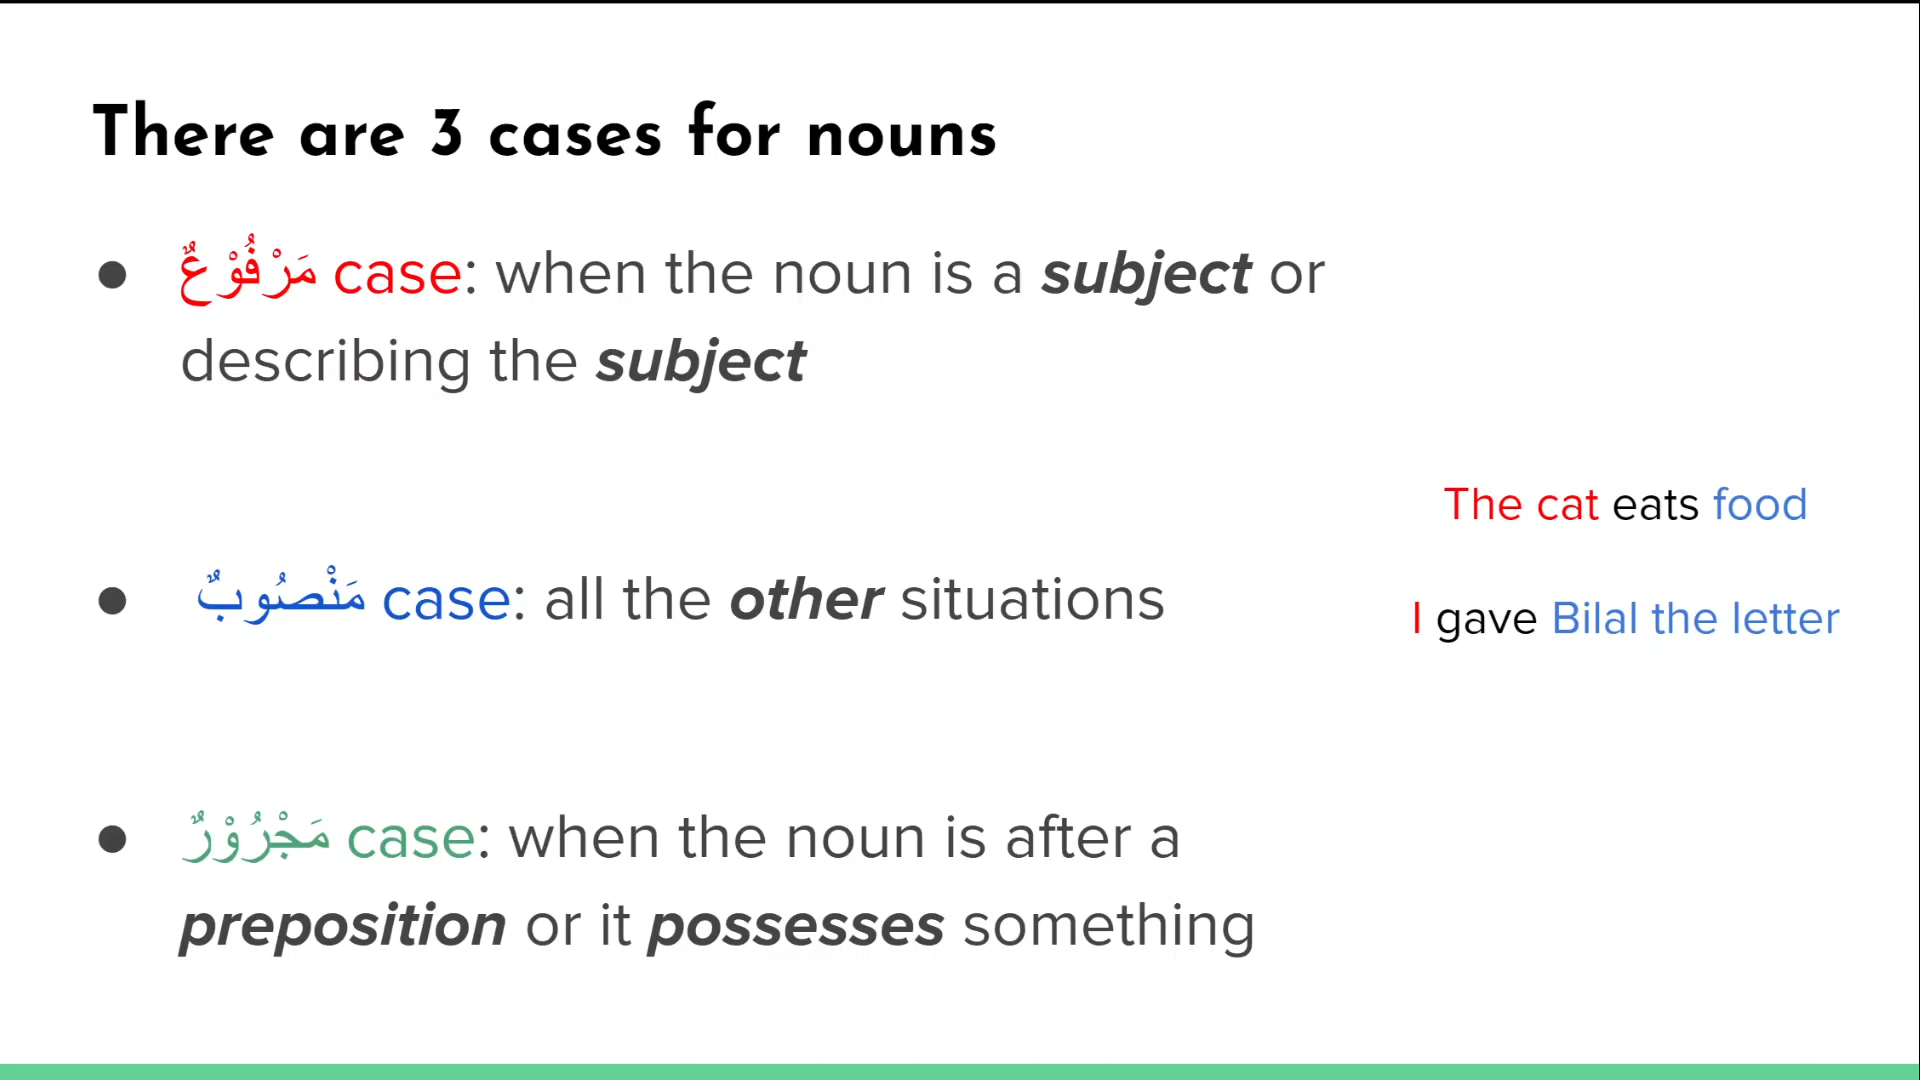 There are 3 cases for nouns
● مَرْفُوْعٌ case: when the noun is a subject or
describing the subject
● مَنْصُوبٌ case: all the other situations
The cat eats food
I gave Bilal the letter
● مَجْرُوْرٌ case: when the noun is after a
preposition or it possesses something